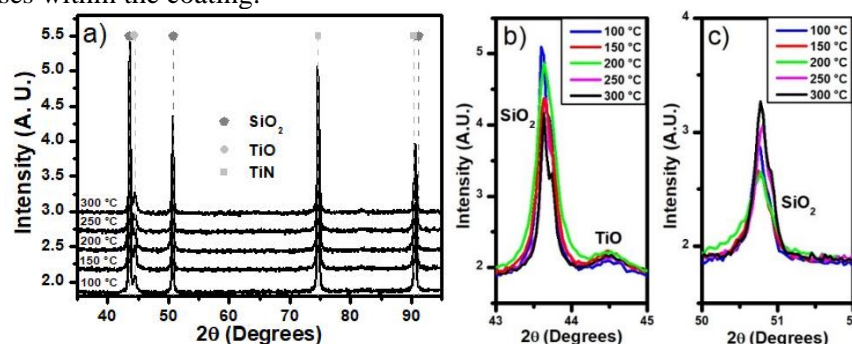 ses within the coating.
a)
5.5
5.0
4.5
4.0
3.5
3.0
2.5
2.0
Intensity (A. U.)
SiO₂
TiO
TiN
300 °C
250 °C
200 °C
150 °C
100 °C
35 50 60 70 80 90
2θ (Degrees)
b)
5
4
3
2
Intensity (A.U.)
100 °C
150 °C
200 °C
250 °C
300 °C
SiO₂
TiO
43 44 45
2θ (Degrees)
c)
4
3
2
Intensity (A.U.)
100 °C
150 °C
200 °C
250 °C
300 °C
SiO₂
50 51
2θ (Degrees)